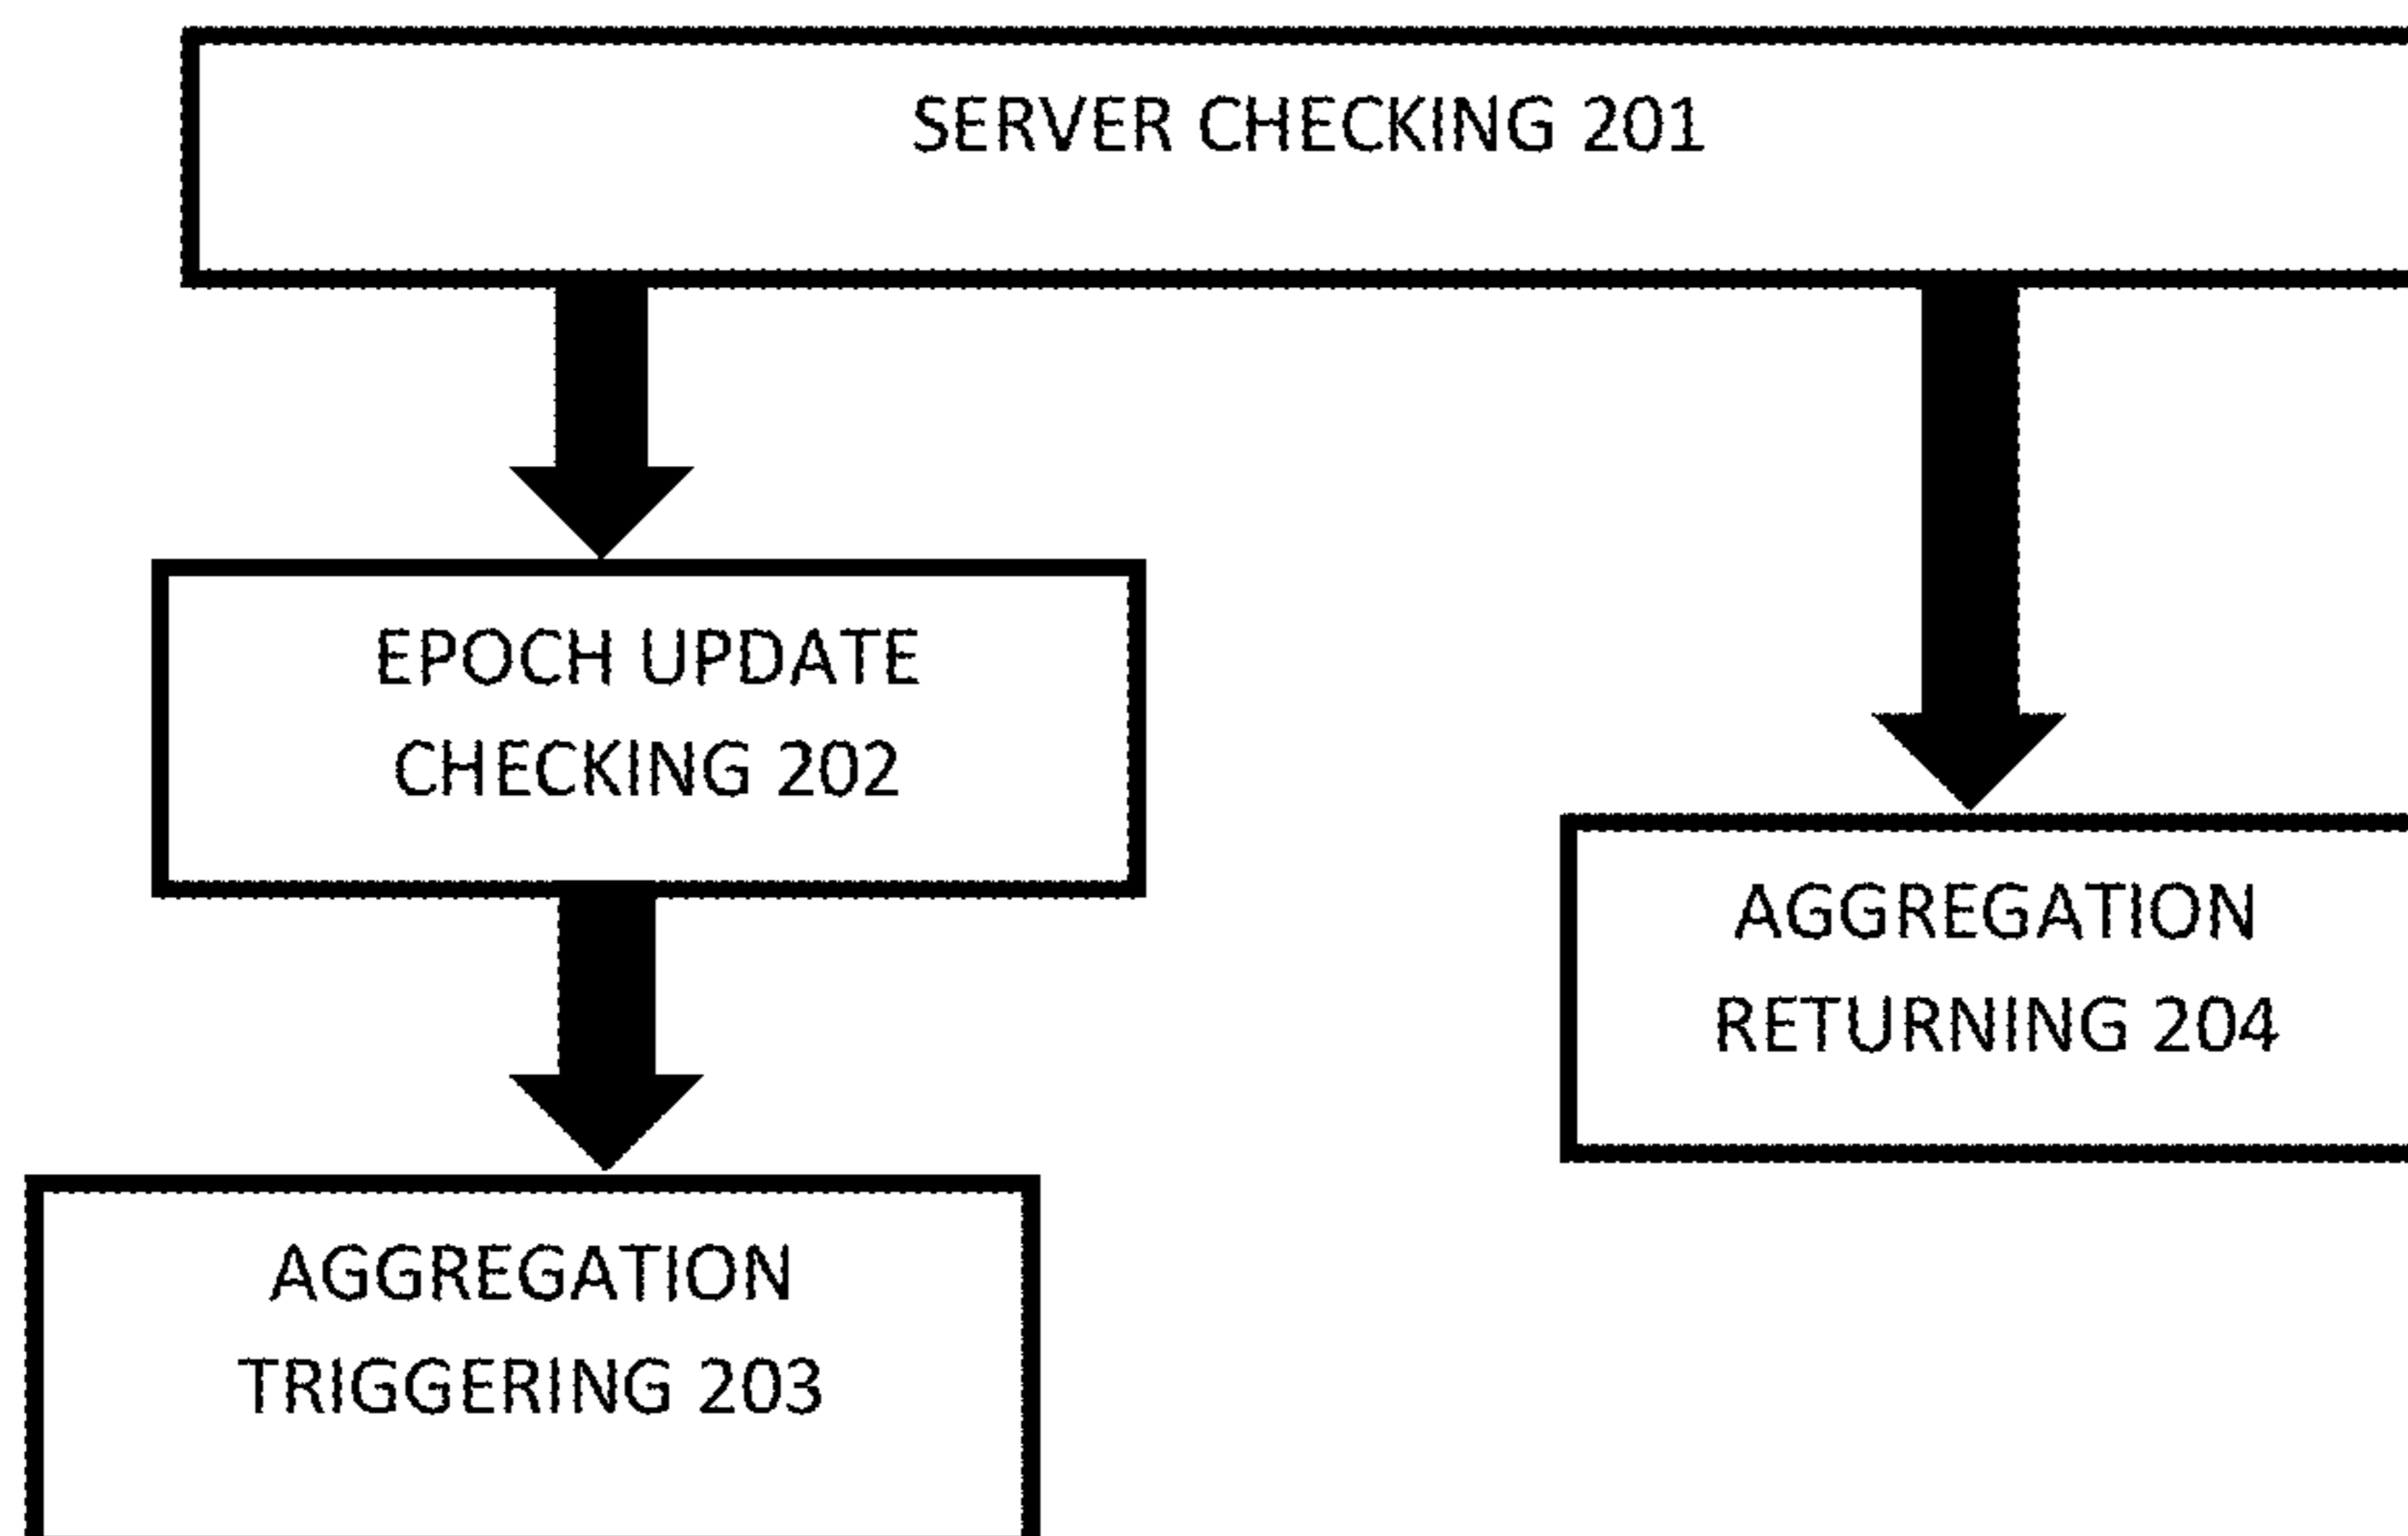 SERVER CHECKING 201
EPOCH UPDATE
CHECKING 202
AGGREGATION
RETURNING 204
AGGREGATION
TRIGGERING 203